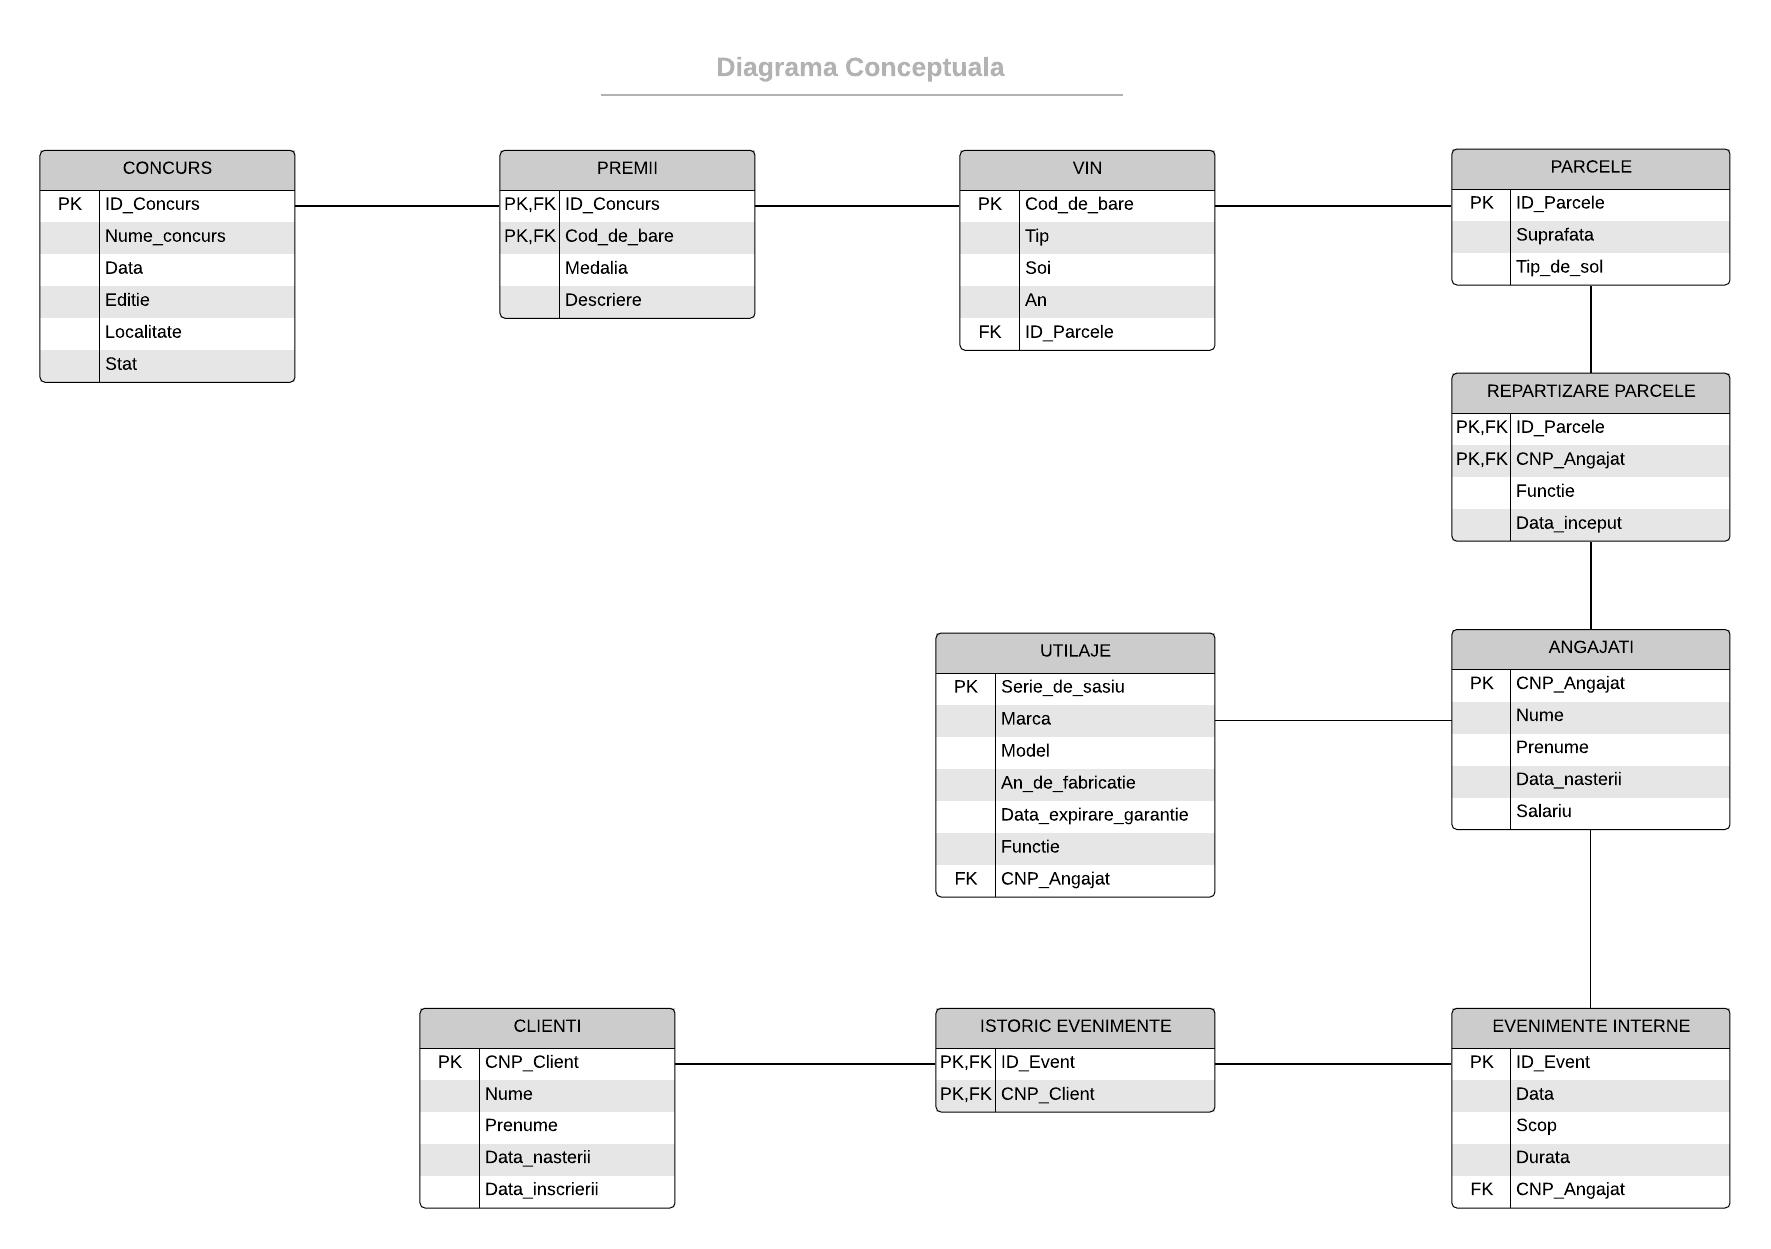 Diagrama Conceptuala
CONCURS
PK ID_Concurs
Nume_concurs
Data
Editie
Localitate
Stat
PREMII
PK,FK ID_Concurs
PK,FK Cod_de_bare
Medalia
Descriere
VIN
PK Cod_de_bare
Tip
Soi
An
FK ID_Parcele
PARCELE
PK ID_Parcele
Suprafata
Tip_de_sol
REPARTIZARE PARCELE
PK,FK ID_Parcele
PK,FK CNP_Angajat
Functie
Data_inceput
UTILAJE
PK Serie_de_sasiu
Marca
Model
An_de_fabricatie
Data_expirare_garantie
Functie
FK CNP_Angajat
ANGAJATI
PK CNP_Angajat
Nume
Prenume
Data_nasterii
Salariu
CLIENTI
PK CNP_Client
Nume
Prenume
Data_nasterii
Data_inscrierii
ISTORIC EVENIMENTE
PK,FK ID_Event
PK,FK CNP_Client
EVENIMENTE INTERNE
PK ID_Event
Data
Scop
Durata
FK CNP_Angajat